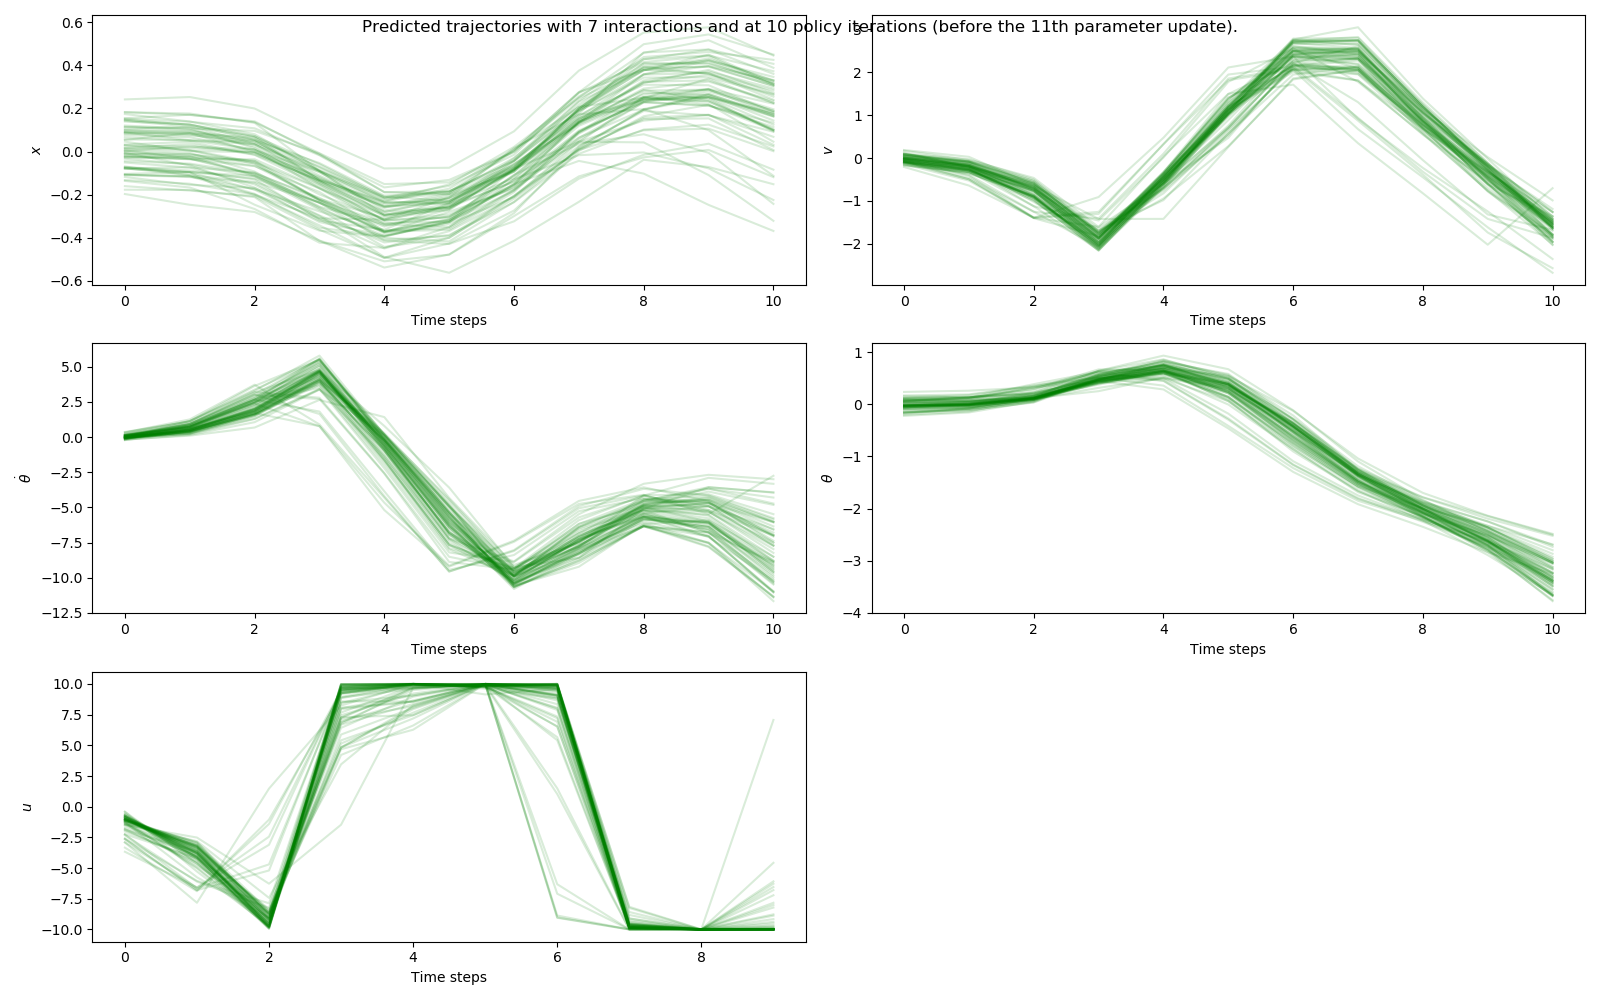 Predicted trajectories with 7 interactions and at 10 policy iterations (before the 11th parameter update).
0.6
0.4
0.2
0.0
−0.2
−0.4
−0.6
x
0 2 4 6 8 10
Time steps
3
2
1
0
−1
−2
v
0 2 4 6 8 10
Time steps
5.0
2.5
0.0
−2.5
−5.0
−7.5
−10.0
−12.5
θ̇
0 2 4 6 8 10
Time steps
1
0
−1
−2
−3
−4
θ
0 2 4 6 8 10
Time steps
10.0
7.5
5.0
2.5
0.0
−2.5
−5.0
−7.5
−10.0
u
0 2 4 6 8
Time steps